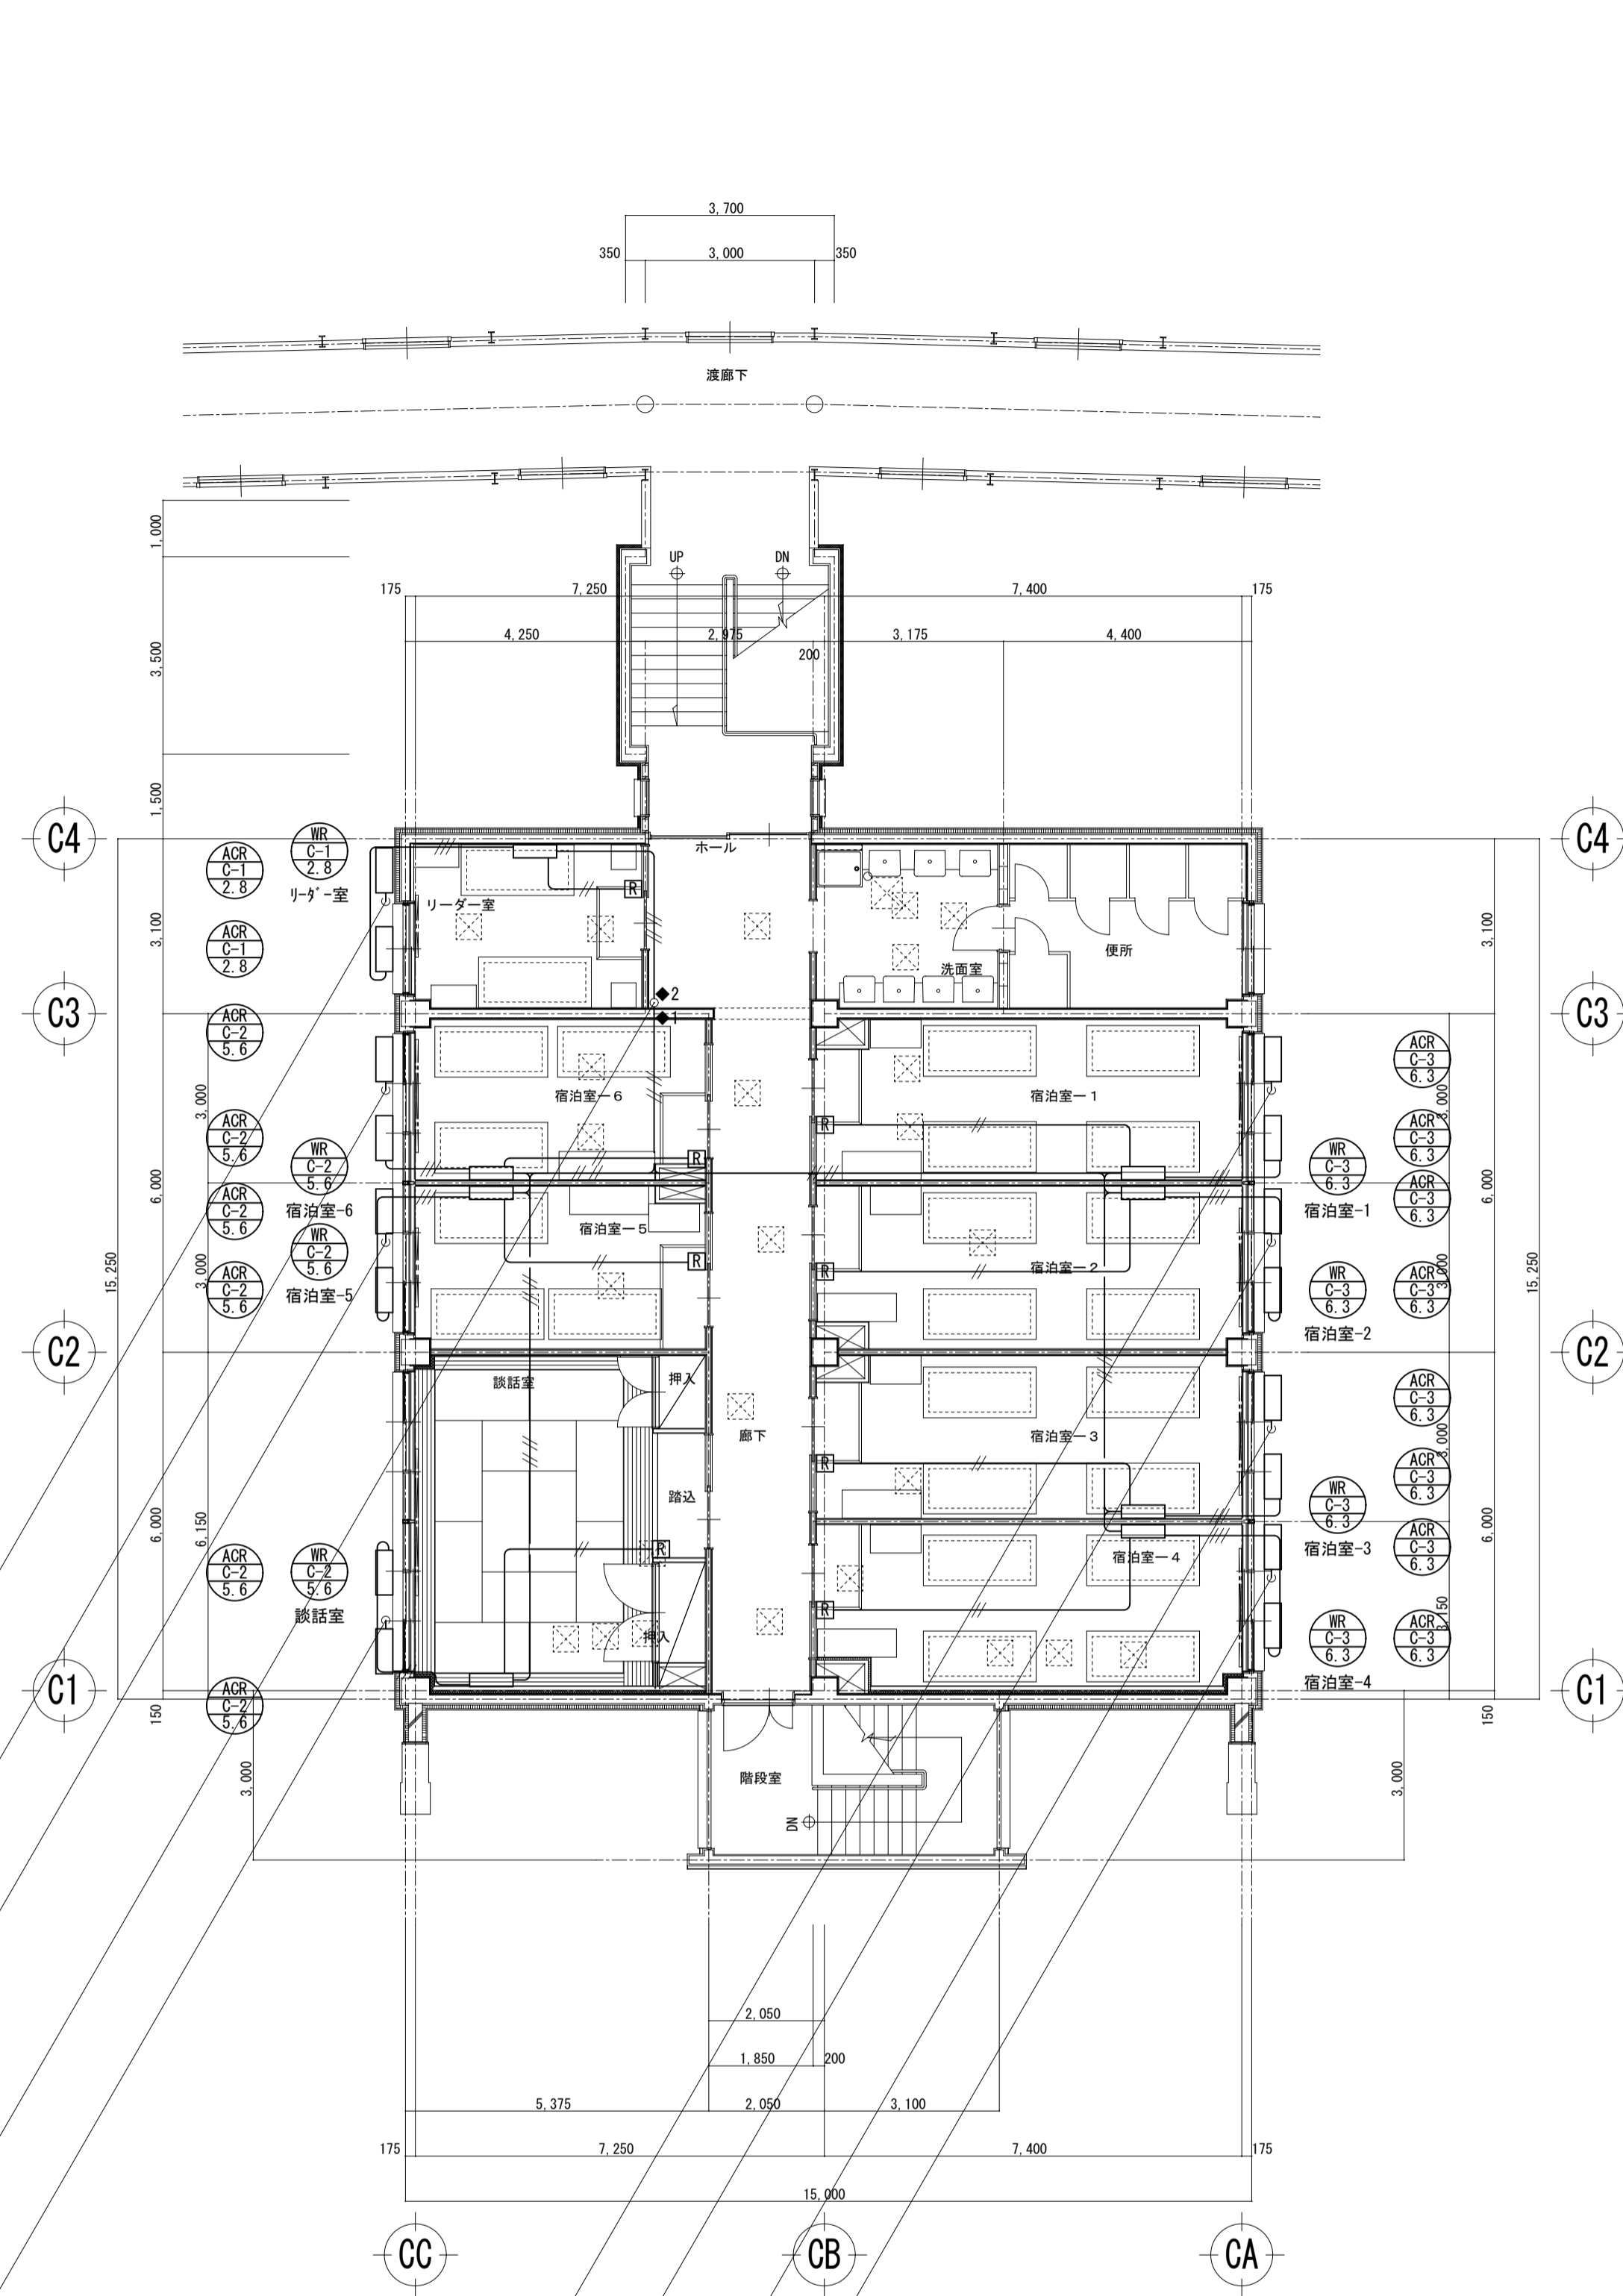 3,700
350
3,000
350
渡廊下
1,000
UP
DN
175
7,250
7,400
175
4,250
2,975
3,175
4,400
200
3,500
1,500
C4
C4
WR
C-1
2.8
ﾘｰﾀﾞｰ室
ACR
C-1
2.8
ホール
リーダー室
洗面室
便所
3,100
3,100
ACR
C-1
2.8
◆2
◆1
C3
C3
ACR
C-2
5.6
ACR
C-3
6.3
3,000
3,000
宿泊室－6
宿泊室－1
R
ACR
C-2
5.6
ACR
C-3
6.3
WR
C-2
5.6
宿泊室-6
R
WR
C-3
6.3
宿泊室-1
6,000
6,000
ACR
C-2
5.6
ACR
C-3
6.3
宿泊室－5
WR
C-2
5.6
宿泊室-5
R
R
宿泊室－2
15,250
15,250
3,000
3,000
ACR
C-2
5.6
WR
C-3
6.3
宿泊室-2
ACR
C-3
6.3
C2
C2
談話室
押入
ACR
C-3
6.3
廊下
宿泊室－3
3,000
R
ACR
C-3
6.3
踏込
WR
C-3
6.3
宿泊室-3
6,000
6,150
6,000
R
ACR
C-3
6.3
宿泊室－4
ACR
C-2
5.6
WR
C-2
5.6
談話室
R
3,150
押入
WR
C-3
6.3
宿泊室-4
ACR
C-3
6.3
C1
C1
ACR
C-2
5.6
150
150
3,000
3,000
階段室
DN
2,050
1,850
200
5,375
2,050
3,100
175
7,250
7,400
175
15,000
CC
CB
CA